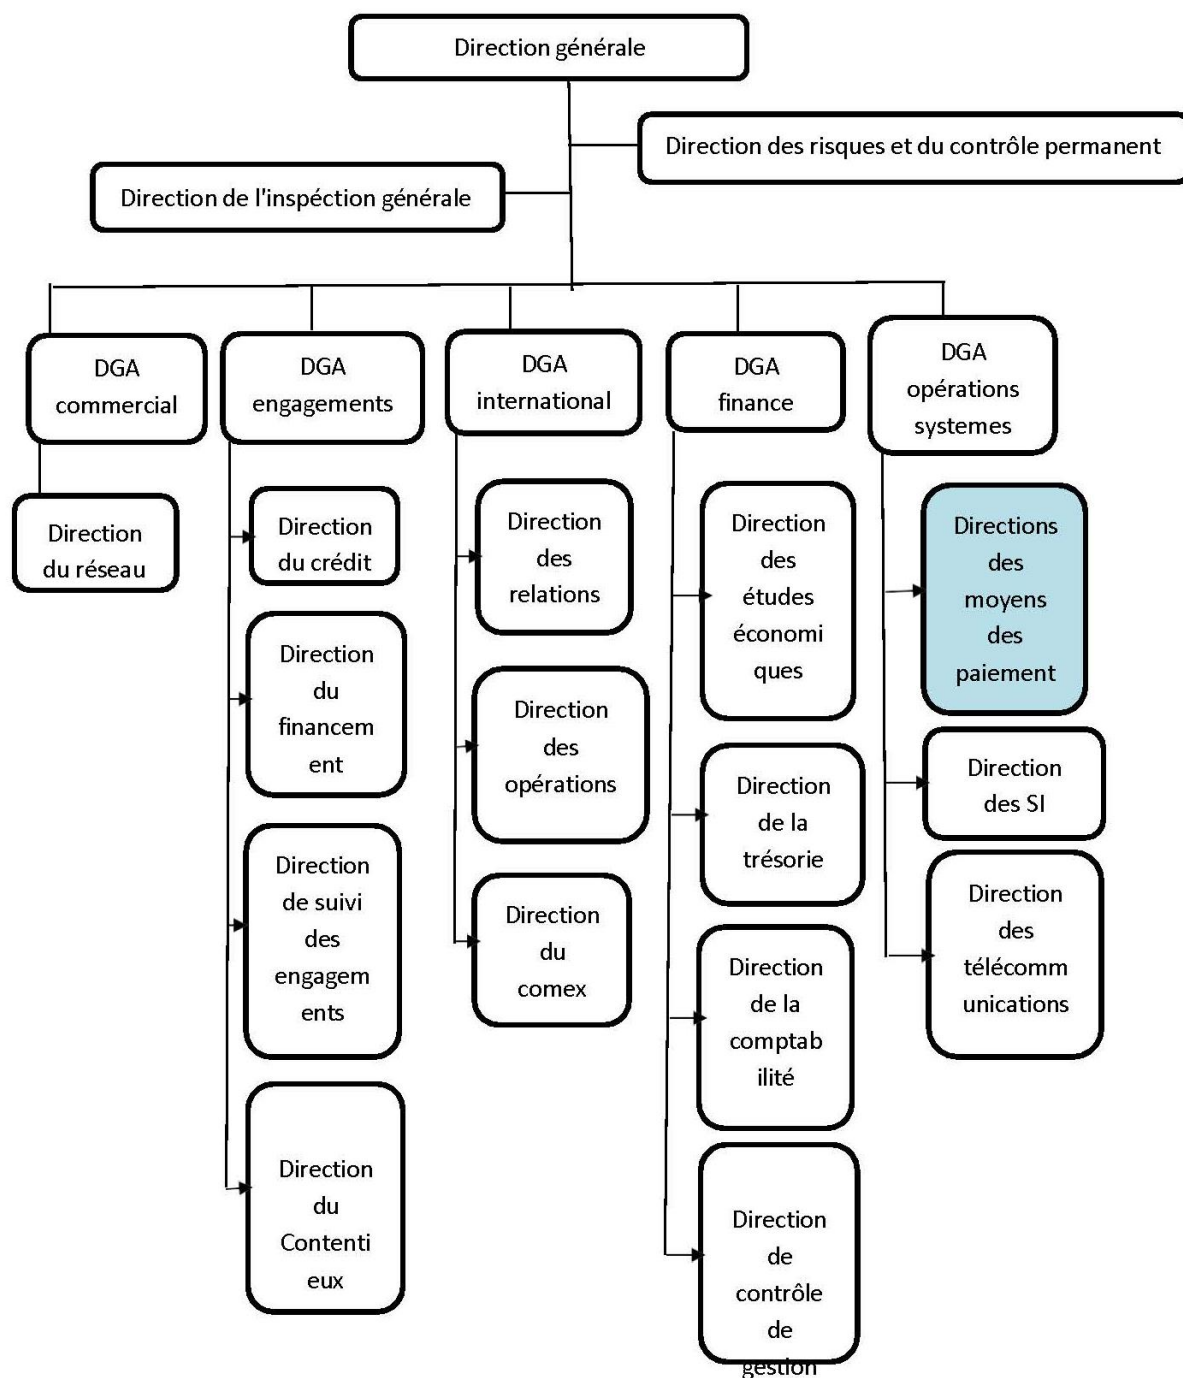 Direction générale
Direction des risques et du contrôle permanent
Direction de l'inspéction générale
DGA
commercial
DGA
engagements
DGA
international
DGA
finance
DGA
opérations
systemes
Direction
du réseau
Direction
du crédit
Direction
du
financem
ent
Direction
de suivi
des
engagem
ents
Direction
du
Contenti
eux
Direction
des
relations
Direction
des
opérations
Direction
du
comex
Direction
des
études
économi
ques
Direction
de la
trésorie
Direction
de la
comptab
ilité
Direction
de
contrôle
de
gestion
Directions
des
moyens
des
paiement
Direction
des SI
Direction
des
télécomm
unications